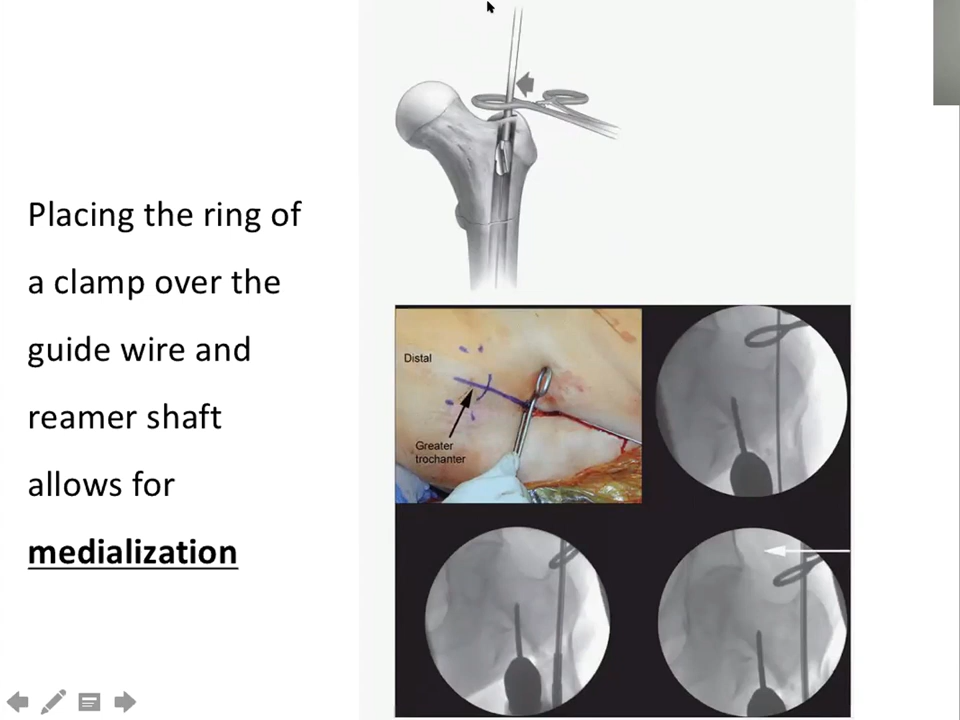 Placing the ring of
a clamp over the
guide wire and
reamer shaft
allows for
medialization
Distal
Greater
trochanter